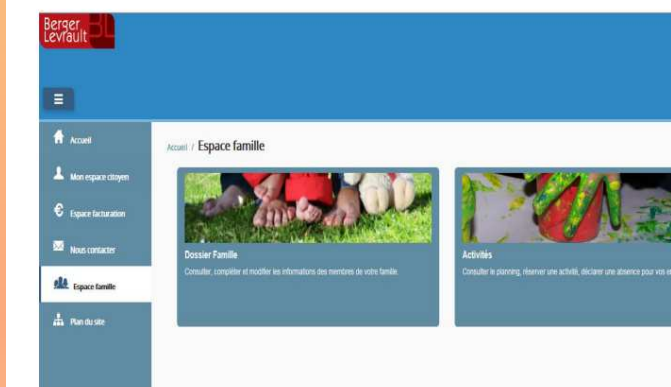 Berger
Levrault
Accueil
Mon espace citoyen
Espace facturation
Nous contacter
Espace famille
Plan du site
Accueil / Espace famille
Dossier Famille
Consulter, compléter et modifier les informations des membres de votre famille.
Activités
Consulter le planning, réserver une activité, déclarer une absence pour vos